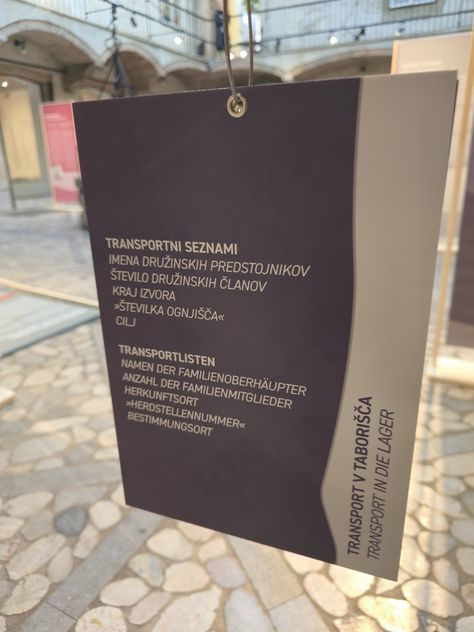 TRANSPORTNI SEZNAMI
IMENA DRUŽINSKIH PREDSTOJNIKOV
ŠTEVILO DRUŽINSKIH ČLANOV
KRAJ IZVORA
»ŠTEVILKA OGNJIŠČA«
CILJ
TRANSPORTLISTEN
NAMEN DER FAMILIENOBERHÄUPTER
ANZAHL DER FAMILIENMITGLIEDER
HERKUNFTSORT
»HERDSTELLENNUMMER«
BESTIMMUNGSORT
TRANSPORT V TABORIŠČA
TRANSPORT IN DIE LAGER